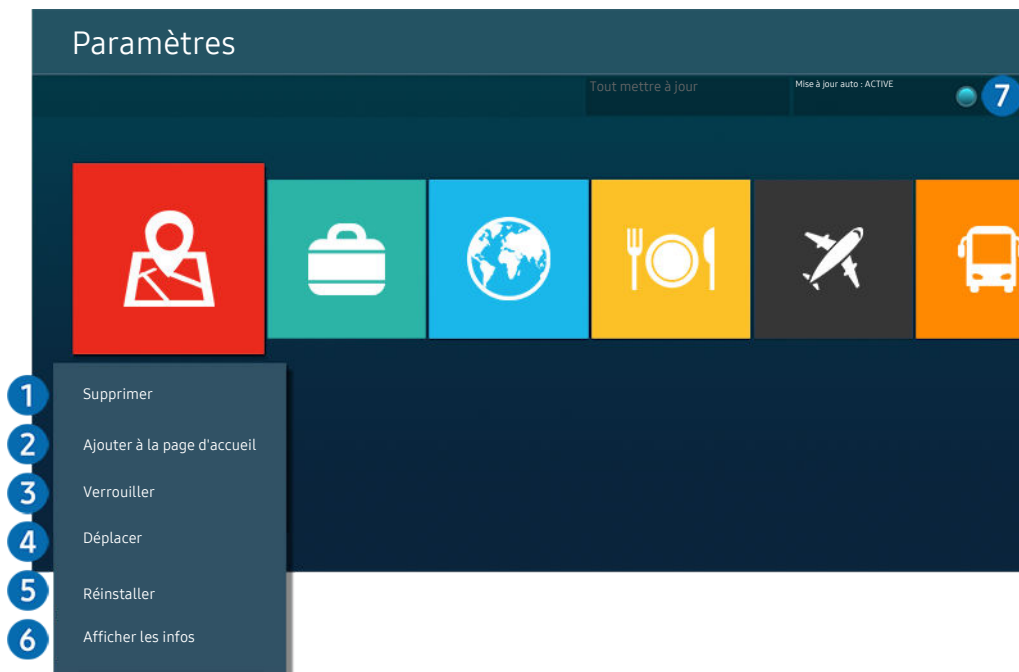 Paramètres
Tout mettre à jour
Mise à jour auto : ACTIVE
7
1 Supprimer
2 Ajouter à la page d'accueil
3 Verrouiller
4 Déplacer
5 Réinstaller
6 Afficher les infos